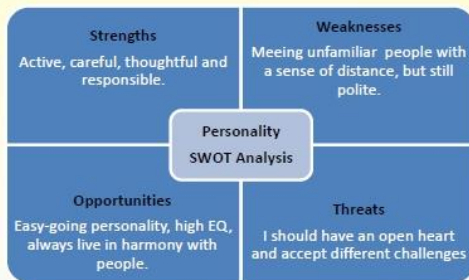 Strengths
Active, careful, thoughtful and
responsible.
Weaknesses
Meeing unfamiliar people with
a sense of distance, but still
polite.
Personality
SWOT Analysis
Opportunities
Easy-going personality, high EQ,
always live in harmony with
people.
Threats
I should have an open heart
and accept different challenges